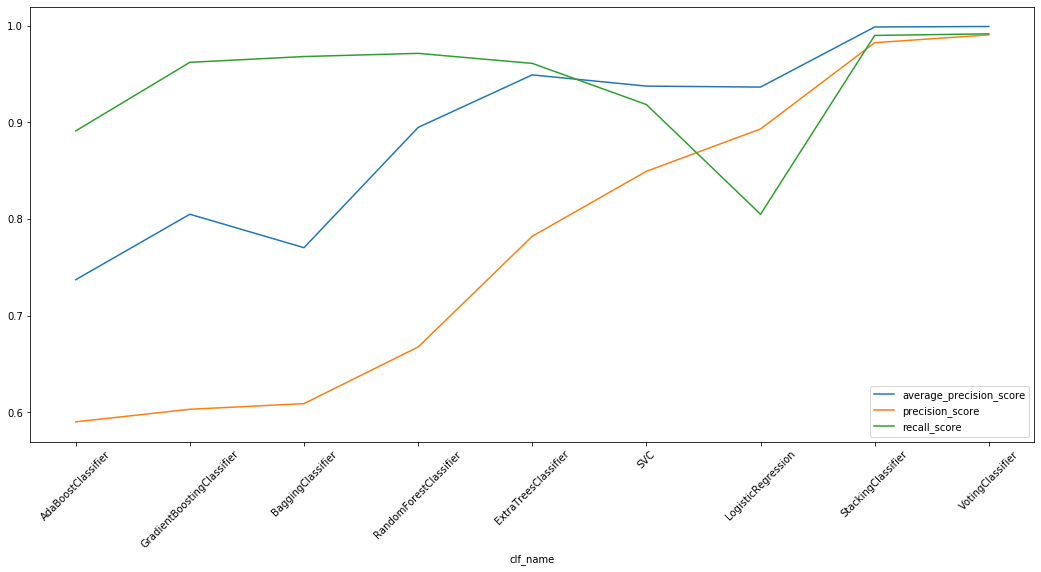 1.0
0.9
0.8
0.7
0.6
average_precision_score
precision_score
recall_score
AdaBoostClassifier
GradientBoostingClassifier
BaggingClassifier
RandomForestClassifier
ExtraTreesClassifier
SVC
LogisticRegression
StackingClassifier
VotingClassifier
clf_name